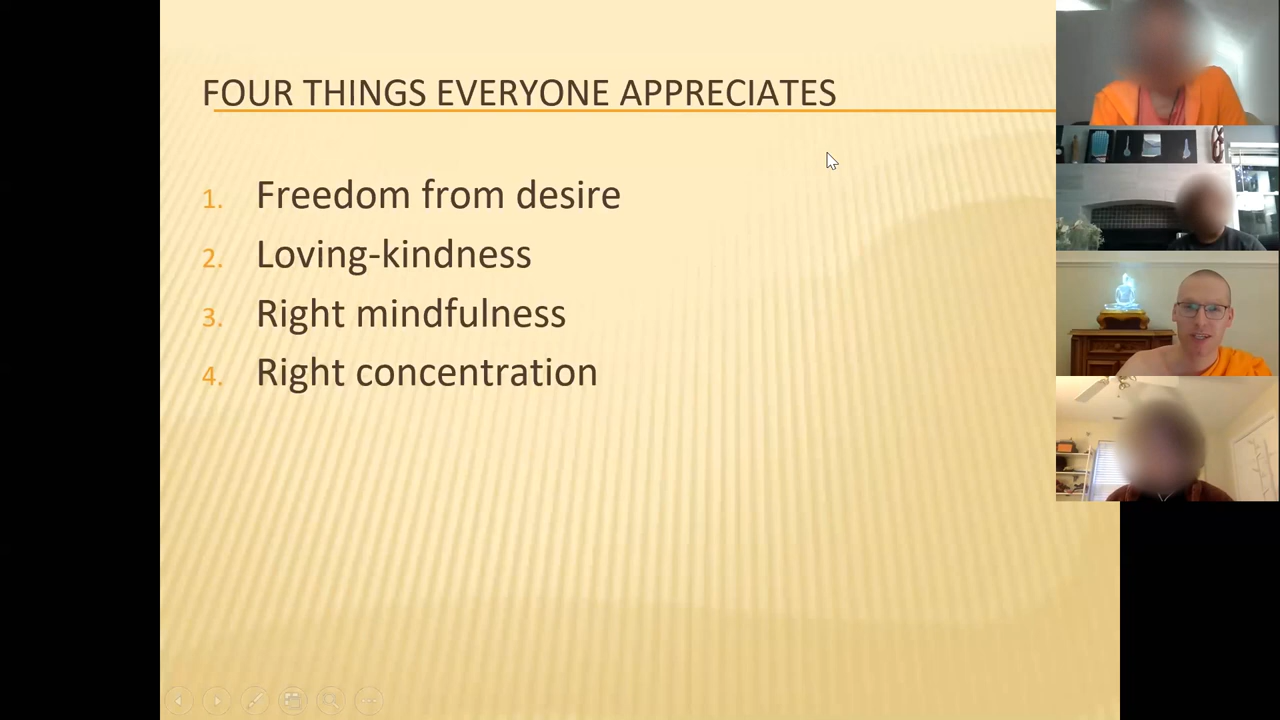 FOUR THINGS EVERYONE APPRECIATES
1. Freedom from desire
2. Loving-kindness
3. Right mindfulness
4. Right concentration